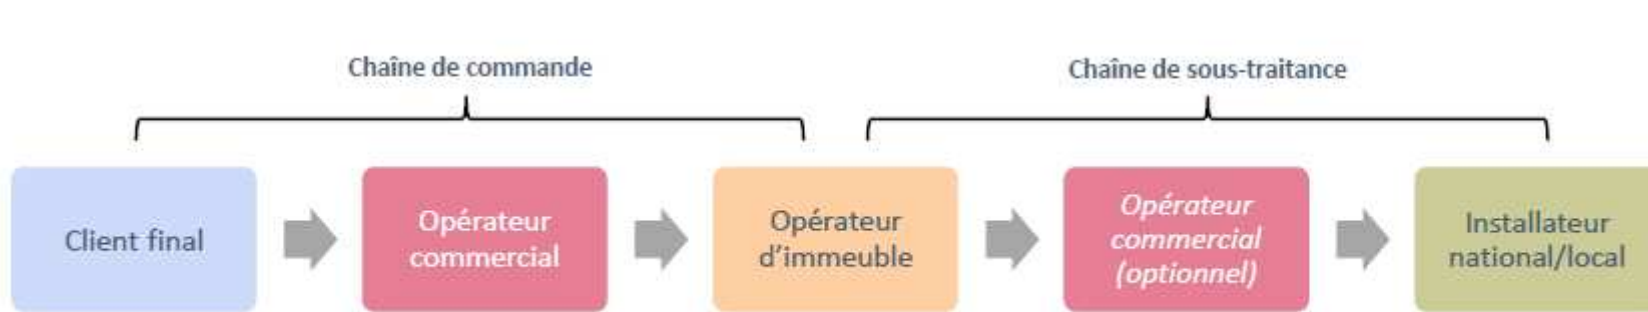 Chaîne de commande
Chaîne de sous-traitance
Client final
Opérateur
commercial
Opérateur
d'immeuble
Opérateur
commercial
(optionnel)
Installateur
national/local